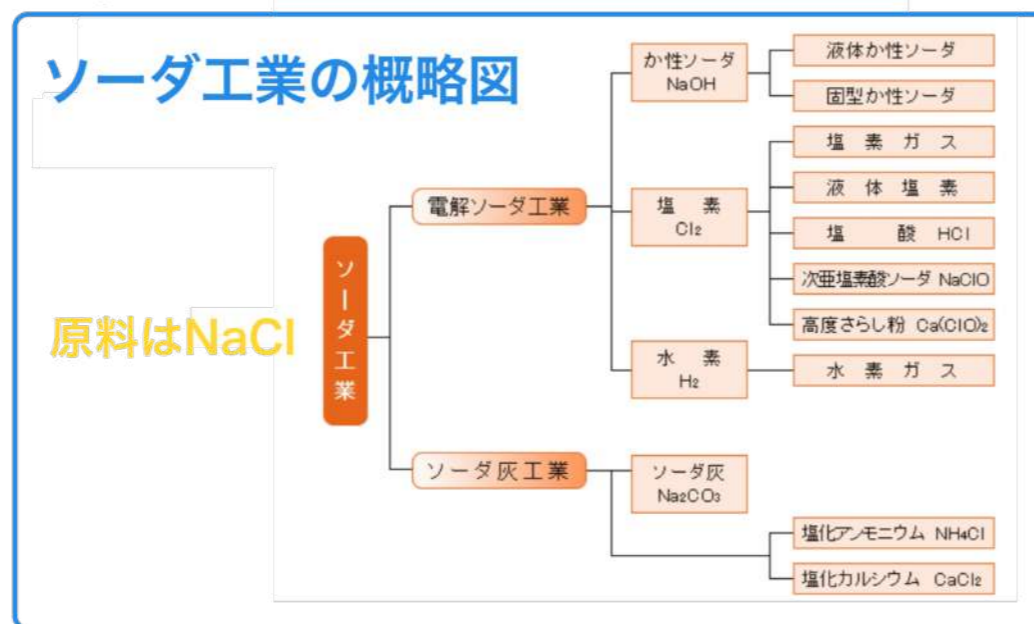 ソーダ工業の概略図
原料はNaCl
ソーダ工業
電解ソーダ工業
か性ソーダ
NaOH
液体か性ソーダ
固型か性ソーダ
塩素
Cl₂
塩素ガス
液体塩素
塩酸 HCl
次亜塩素酸ソーダ NaClO
高度さらし粉 Ca(ClO)₂
水素
H₂
水素ガス
ソーダ灰工業
ソーダ灰
Na₂CO₃
塩化アンモニウム NH₄Cl
塩化カルシウム CaCl₂